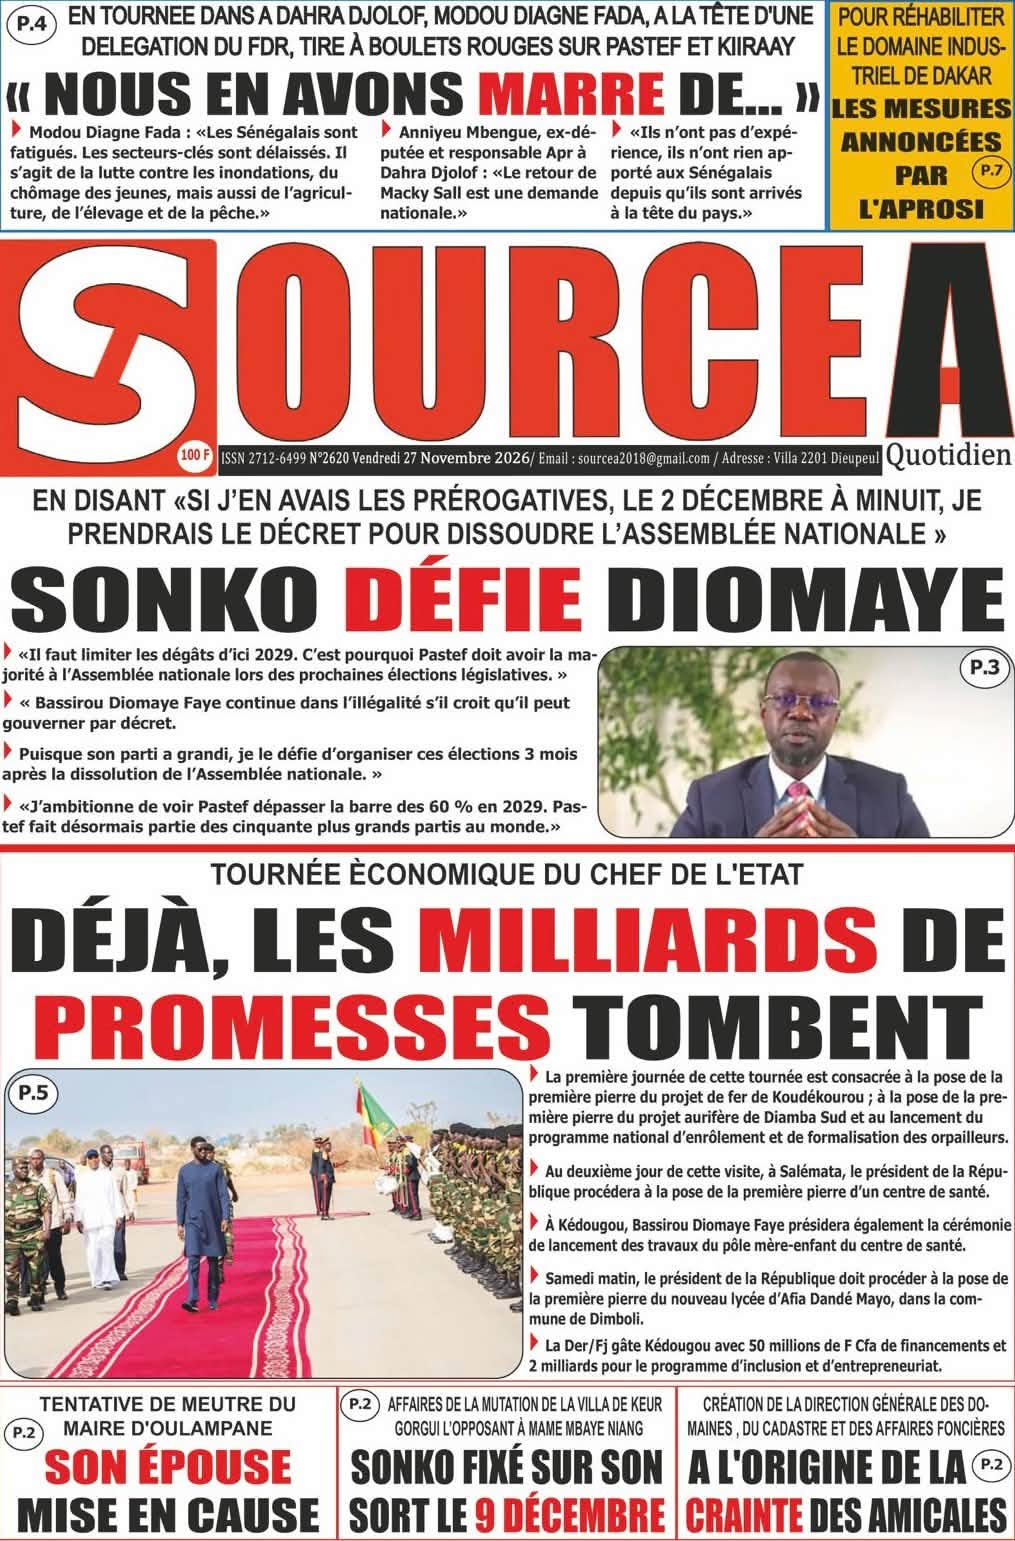 P.4
EN TOURNEE DANS A DAHRA DJOLOF, MODOU DIAGNE FADA, A LA TÊTE D'UNE
DELEGATION DU FDR, TIRE À BOULETS ROUGES SUR PASTEF ET KIIRAAY
« NOUS EN AVONS MARRE DE... »
Modou Diagne Fada : «Les Sénégalais sont
fatigués. Les secteurs-clés sont délaissés. Il
s'agit de la lutte contre les inondations, du
chômage des jeunes, mais aussi de l'agricul-
ture, de l'élevage et de la pêche.»
Anniyeu Mbengue, ex-dé-
putée et responsable Apr à
Dahra Djolof : «Le retour de
Macky Sall est une demande
nationale.»
«Ils n'ont pas d'expé-
rience, ils n'ont rien ap-
porté aux Sénégalais
depuis qu'ils sont arrivés
à la tête du pays.»
POUR RÉHABILITER
LE DOMAINE INDUS-
TRIEL DE DAKAR
LES MESURES
ANNONCÉES
PAR
P.7
L'APROSI
SOURCE A
100 F
ISSN 2712-6499 N°2620 Vendredi 27 Novembre 2026/ Email : sourcea2018@gmail.com / Adresse : Villa 2201 Dieupeul
Quotidien
EN DISANT «SI J'EN AVAIS LES PRÉROGATIVES, LE 2 DÉCEMBRE À MINUIT, JE
PRENDRAIS LE DÉCRET POUR DISSOUDRE L'ASSEMBLÉE NATIONALE »
SONKO DÉFIE DIOMAYE
«Il faut limiter les dégâts d'ici 2029. C'est pourquoi Pastef doit avoir la ma-
jorité à l'Assemblée nationale lors des prochaines élections législatives. »
« Bassirou Diomaye Faye continue dans l'illégalité s'il croit qu'il peut
gouverner par décret.
Puisque son parti a grandi, je le défie d'organiser ces élections 3 mois
après la dissolution de l'Assemblée nationale. »
«J'ambitionne de voir Pastef dépasser la barre des 60 % en 2029. Pas-
tef fait désormais partie des cinquante plus grands partis au monde.»
P.3
TOURNÉE ÈCONOMIQUE DU CHEF DE L'ETAT
DÉJÀ, LES MILLIARDS DE
PROMESSES TOMBENT
P.5
La première journée de cette tournée est consacrée à la pose de la
première pierre du projet de fer de Koudékourou ; à la pose de la pre-
mière pierre du projet aurifère de Diamba Sud et au lancement du
programme national d'enrôlement et de formalisation des orpailleurs.
Au deuxième jour de cette visite, à Salémata, le président de la Répu-
blique procédera à la pose de la première pierre d'un centre de santé.
À Kédougou, Bassirou Diomaye Faye présidera également la cérémonie
de lancement des travaux du pôle mère-enfant du centre de santé.
Samedi matin, le président de la République doit procéder à la pose de
la première pierre du nouveau lycée d'Afia Dandé Mayo, dans la com-
mune de Dimboli.
La Der/Fj gâte Kédougou avec 50 millions de F Cfa de financements et
2 milliards pour le programme d'inclusion et d'entrepreneuriat.
TENTATIVE DE MEUTRE DU
MAIRE D'OULAMPANE
P.2
SON ÉPOUSE
MISE EN CAUSE
P.2
AFFAIRES DE LA MUTATION DE LA VILLA DE KEUR
GORGUI L'OPPOSANT À MAME MBAYE NIANG
SONKO FIXÉ SUR SON
SORT LE 9 DÉCEMBRE
CRÉATION DE LA DIRECTION GÉNÉRALE DES DO-
MAINES , DU CADASTRE ET DES AFFAIRES FONCIÈRES
A L'ORIGINE DE LA
P.2
CRAINTE DES AMICALES